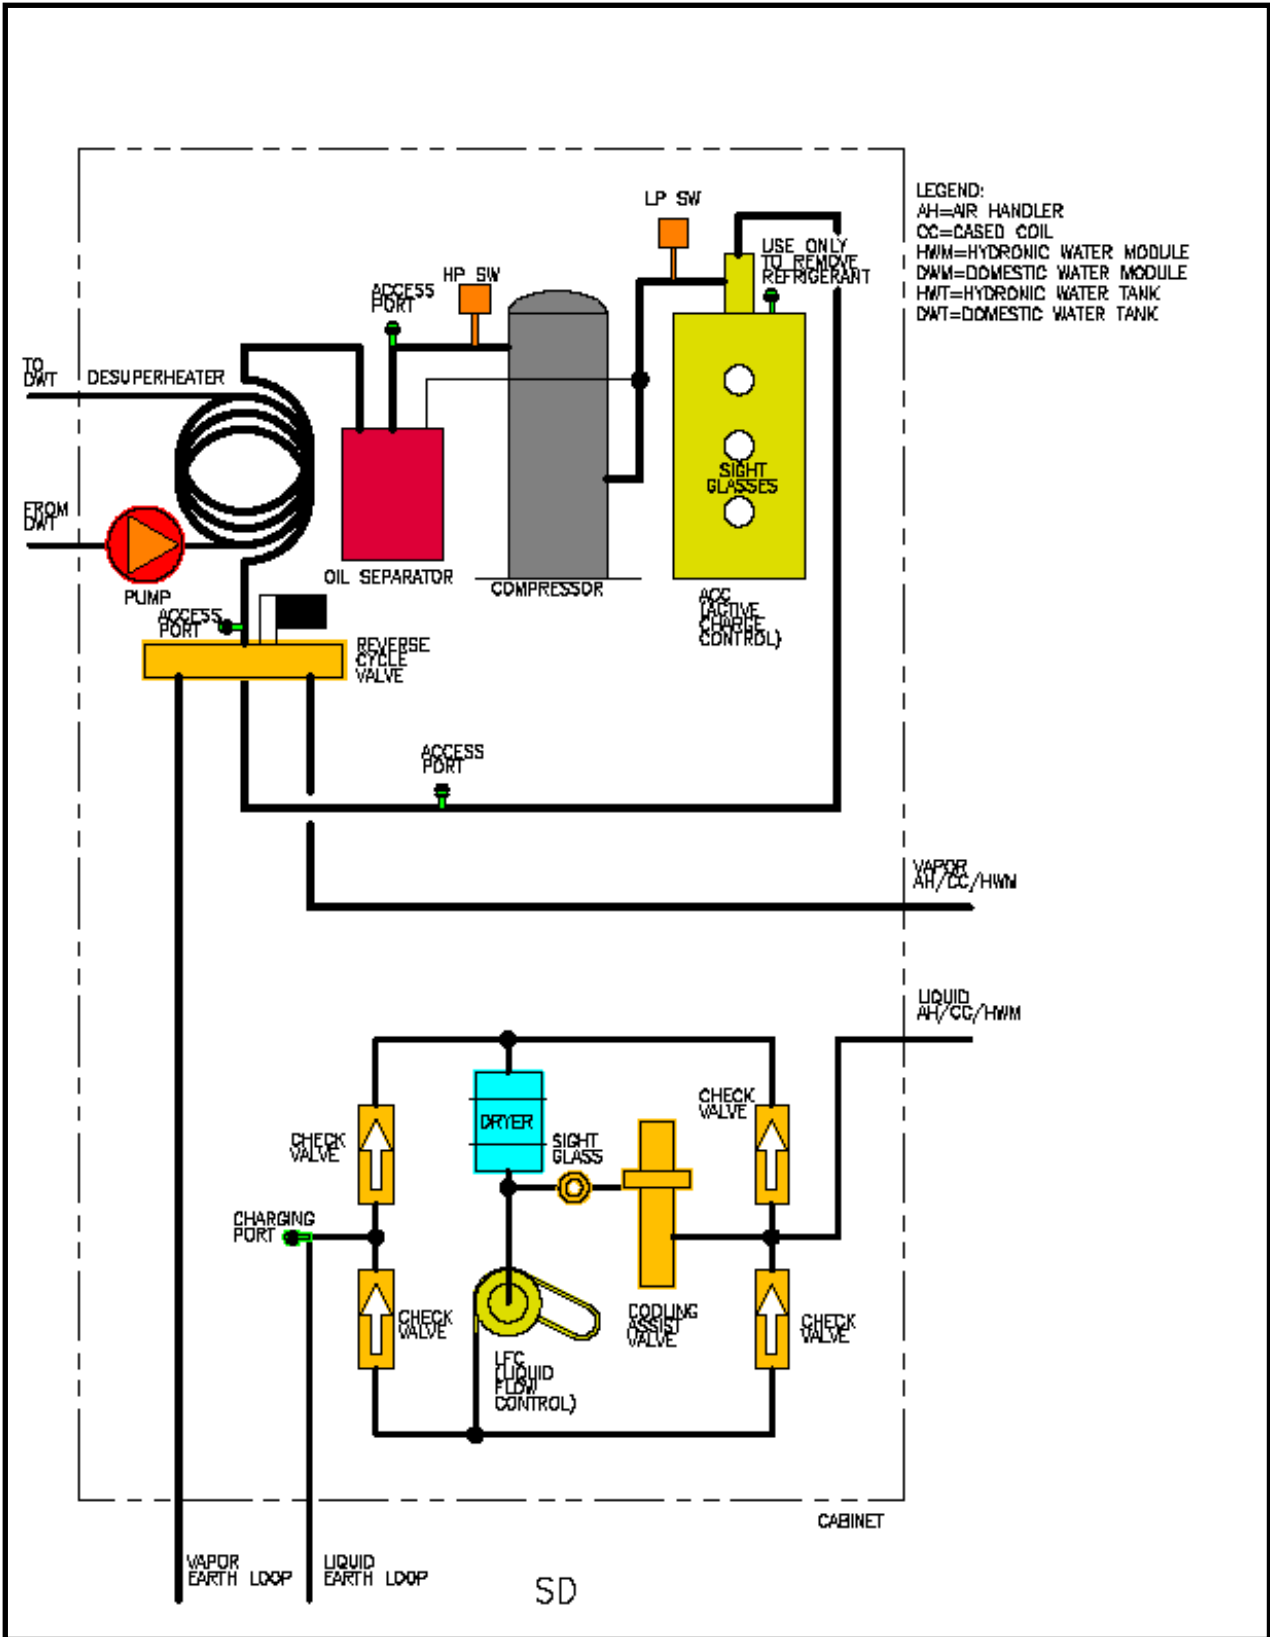 LEGEND:
AH=AIR HANDLER
CC=CASED COIL
HWM=HYDRONIC WATER MODULE
DWM=DOMESTIC WATER MODULE
HWT=HYDRONIC WATER TANK
DWT=DOMESTIC WATER TANK
LP SW
USE ONLY
TO REMOVE
REFRIGERANT
HP SW
ACCESS
PORT
TO
DWT
DESUPERHEATER
SIGHT
GLASSES
FROM
DWT
OIL SEPARATOR
COMPRESSOR
PUMP
ACC
(ACTIVE
CHARGE
CONTROL)
ACCESS
PORT
REVERSE
CYCLE
VALVE
ACCESS
PORT
VAPOR
AH/CC/HWM
LIQUID
AH/CC/HWM
CHECK
VALVE
DRYER
CHECK
VALVE
SIGHT
GLASS
CHARGING
PORT
CHECK
VALVE
COOLING
ASSIST
VALVE
CHECK
VALVE
LFC
(LIQUID
FLOW
CONTROL)
CABINET
VAPOR
EARTH LOOP
LIQUID
EARTH LOOP
SD